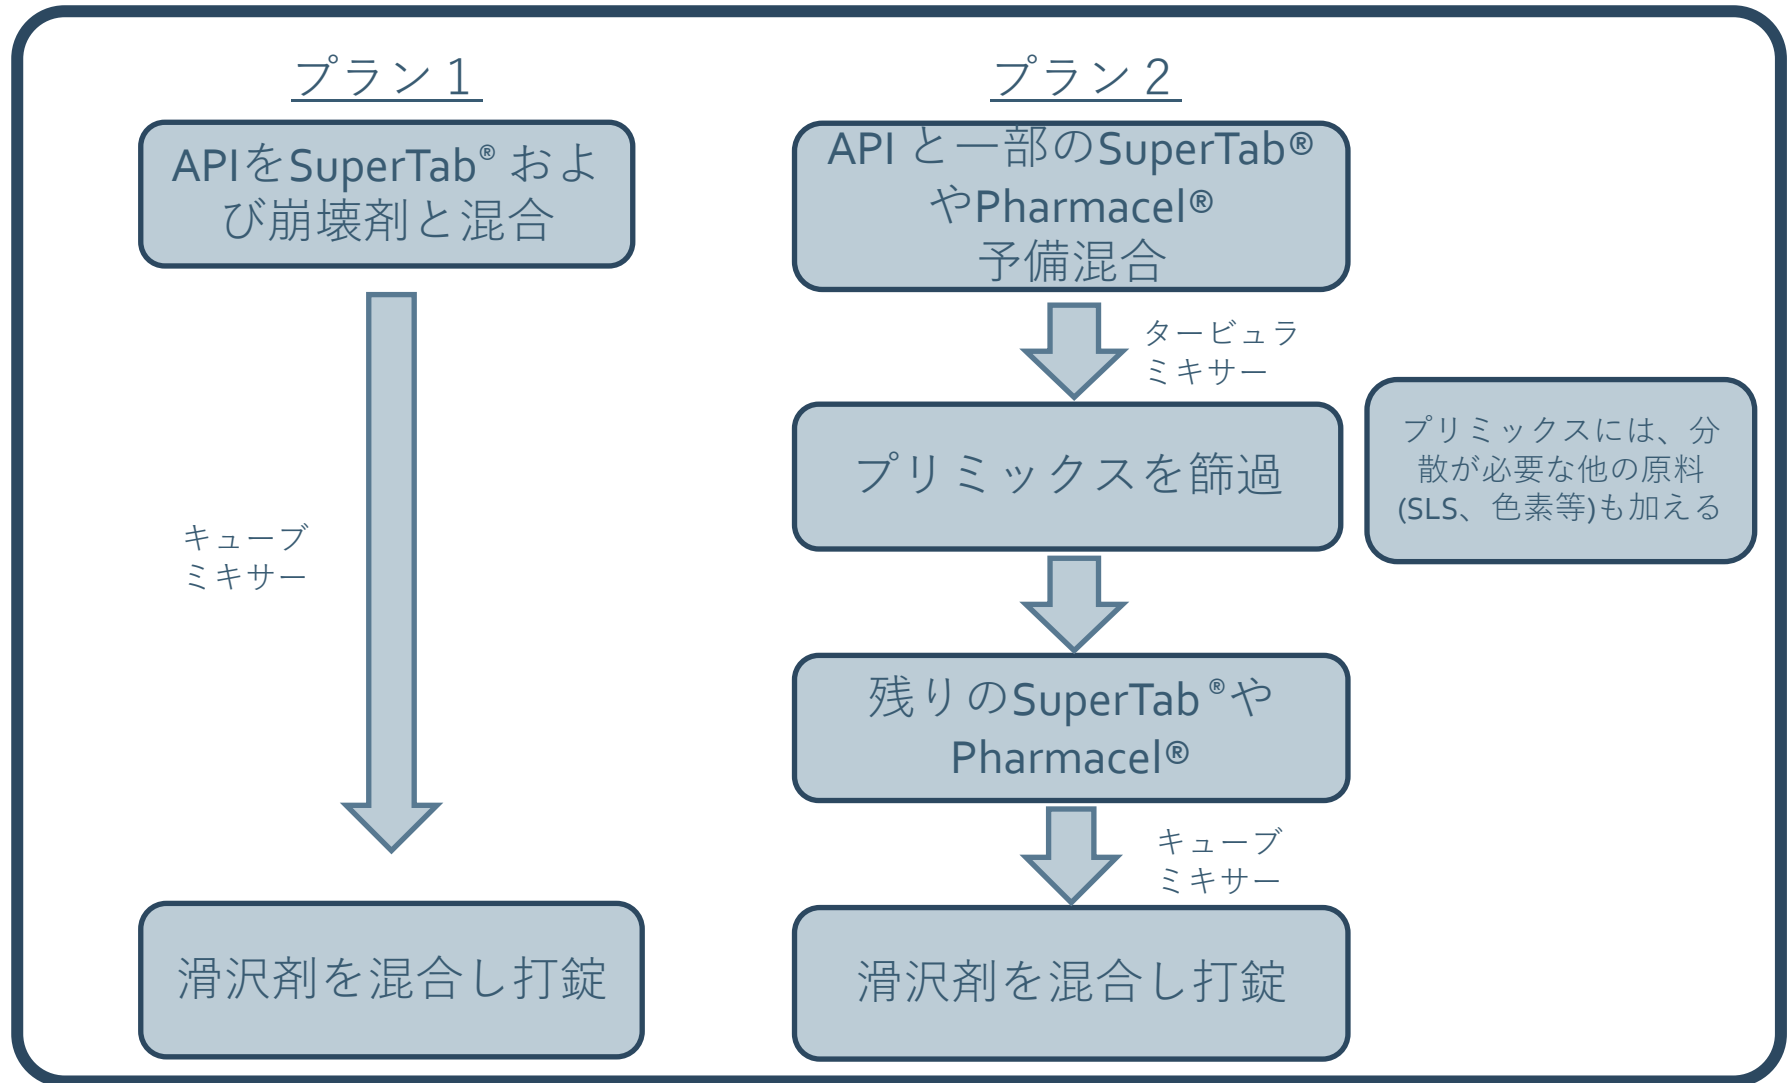 プラン1
APIをSuperTab® およ
び崩壊剤と混合
キューブ
ミキサー
滑沢剤を混合し打錠
プラン2
API と一部のSuperTab®
やPharmacel®
予備混合
タービュラ
ミキサー
プリミックスを篩過
プリミックスには、分
散が必要な他の原料
(SLS、色素等)も加える
残りのSuperTab ®や
Pharmacel®
キューブ
ミキサー
滑沢剤を混合し打錠